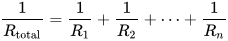 1/R_total = 1/R_1 + 1/R_2 + ⋯ + 1/R_n